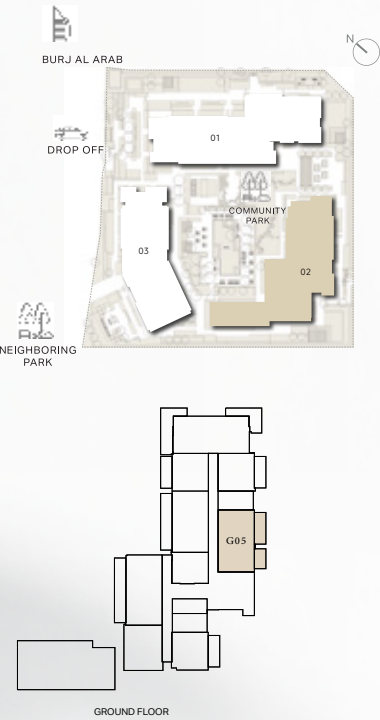 N
BURJ AL ARAB
DROP OFF
01
COMMUNITY
PARK
03
02
NEIGHBORING
PARK
G05
GROUND FLOOR